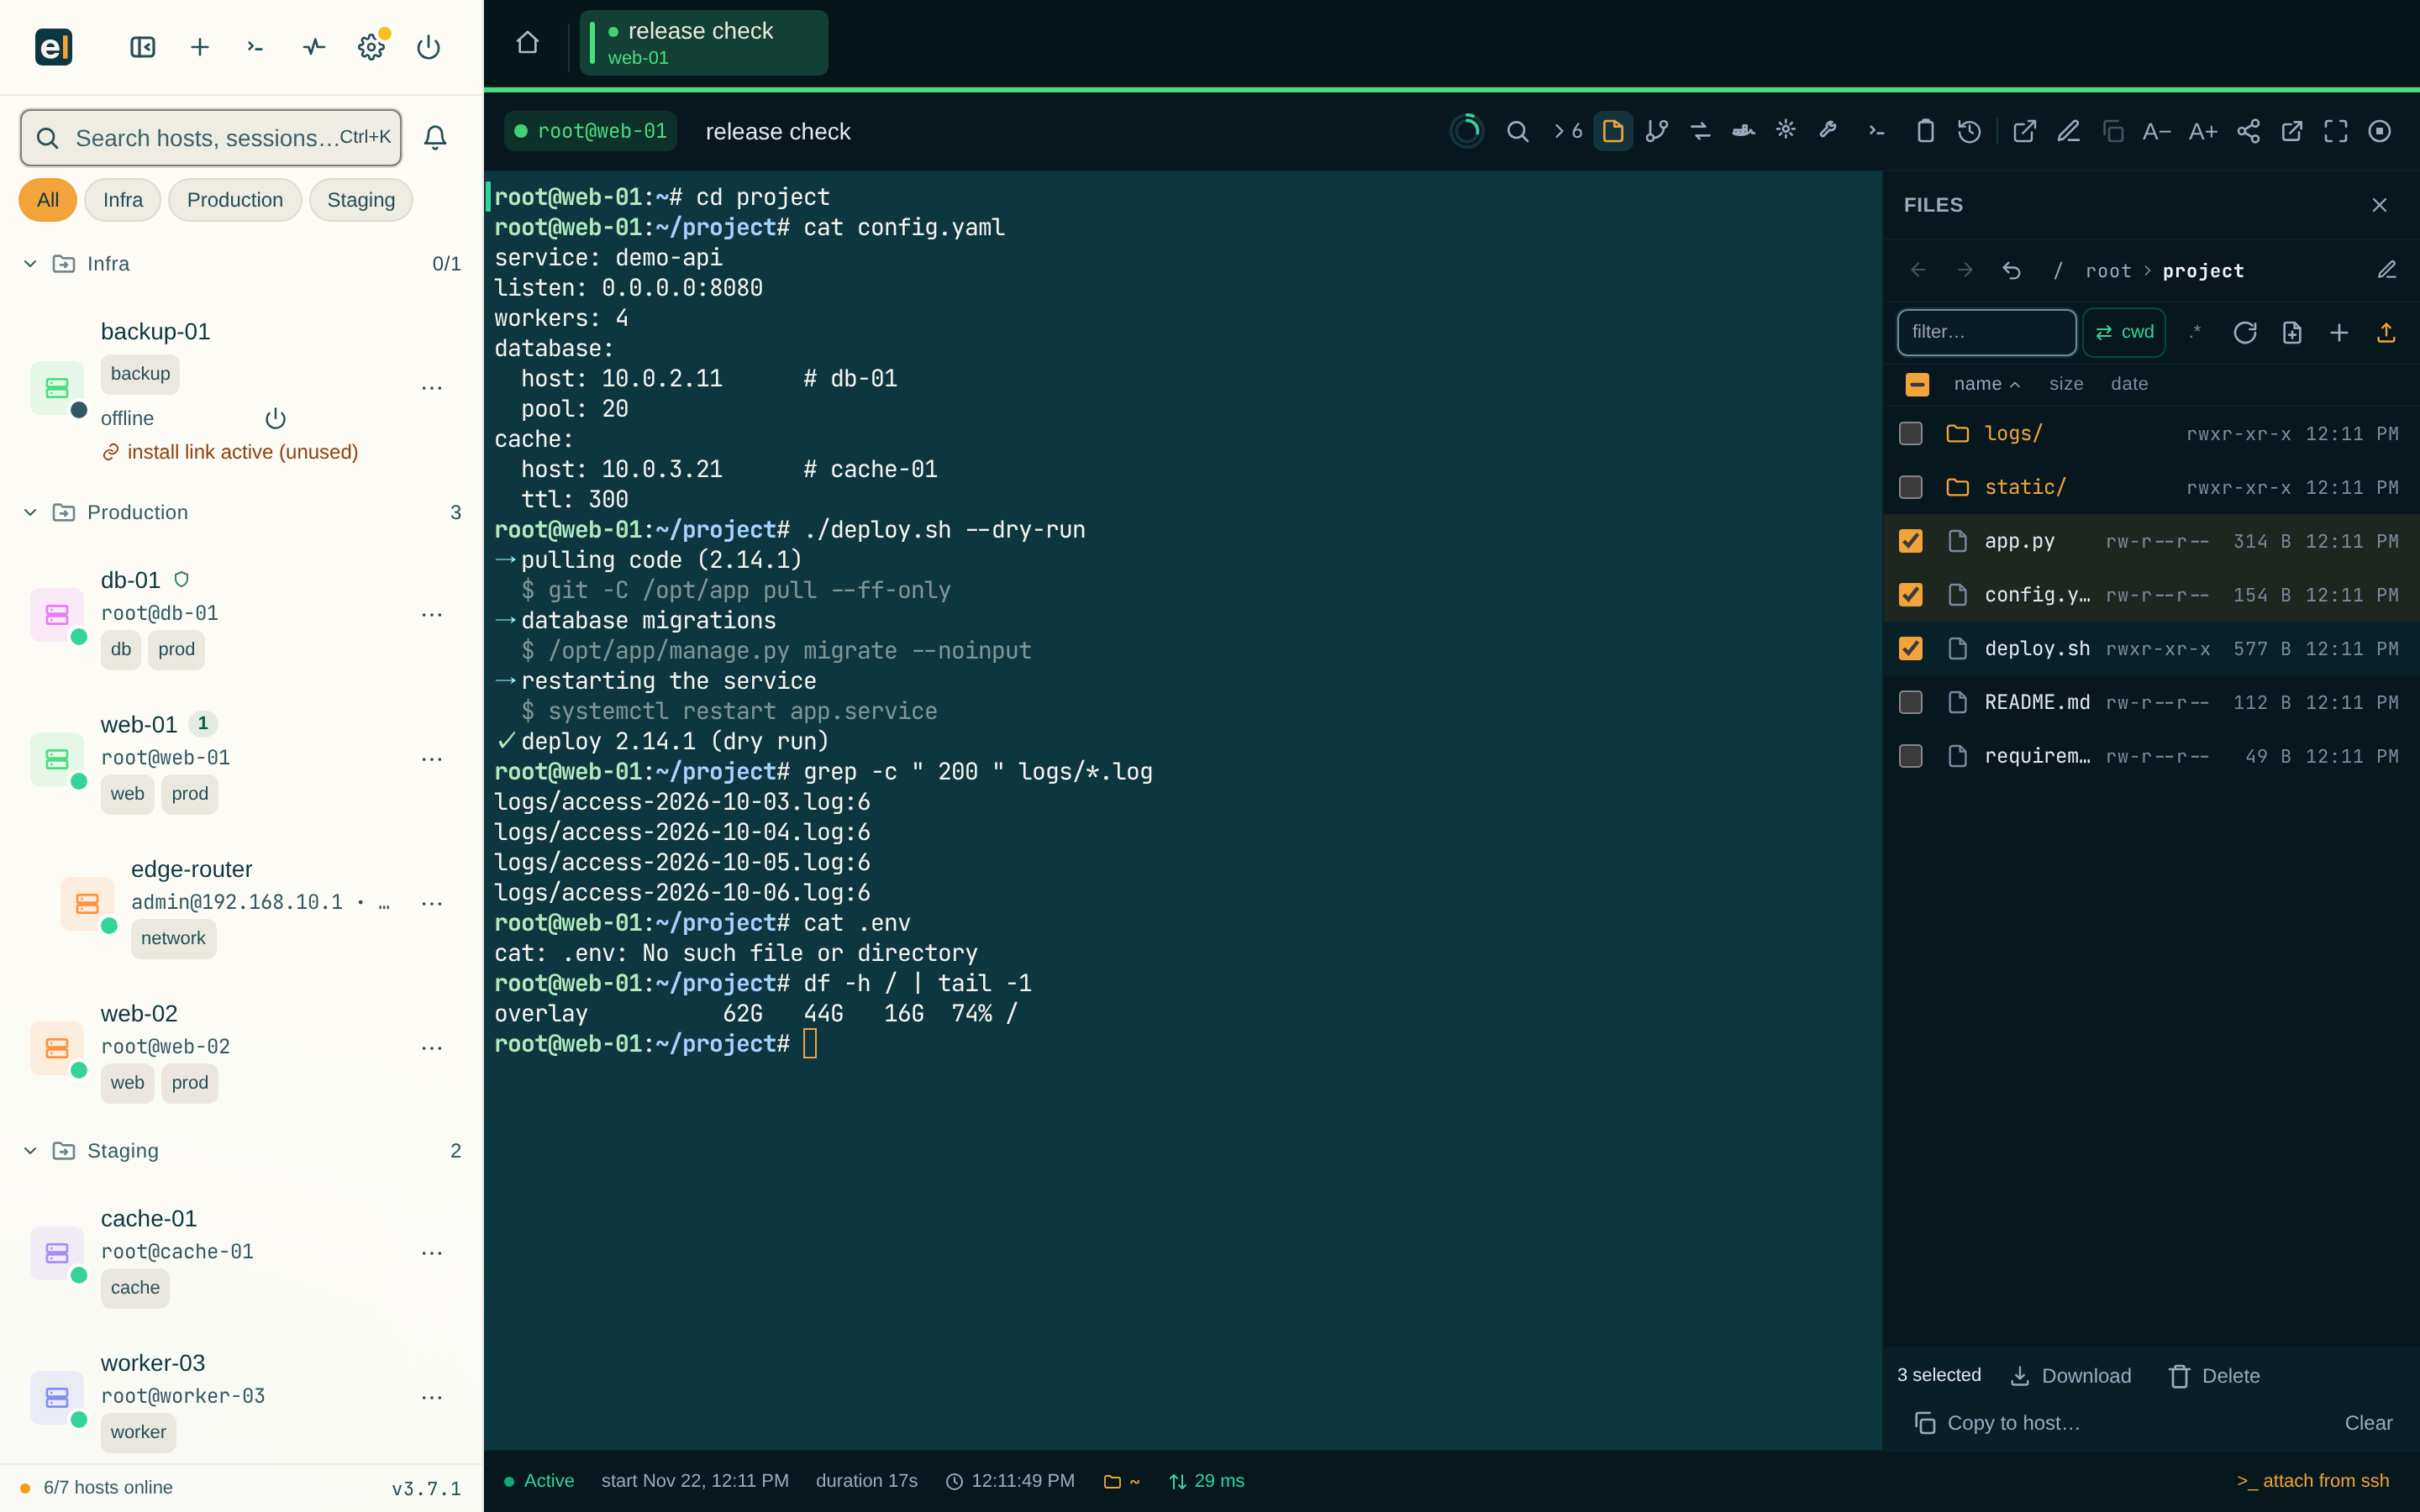 el
Search hosts, sessions… Ctrl+K
All Infra Production Staging
Infra 0/1
backup-01
backup
offline
install link active (unused)
Production 3
db-01
root@db-01
db prod
web-01 1
root@web-01
web prod
edge-router
admin@192.168.10.1 • …
network
web-02
root@web-02
web prod
Staging 2
cache-01
root@cache-01
cache
worker-03
root@worker-03
worker
6/7 hosts online v3.7.1
release check
web-01
root@web-01 release check 6 A− A+
root@web-01:~# cd project
root@web-01:~/project# cat config.yaml
service: demo-api
listen: 0.0.0.0:8080
workers: 4
database:
  host: 10.0.2.11      # db-01
  pool: 20
cache:
  host: 10.0.3.21      # cache-01
  ttl: 300
root@web-01:~/project# ./deploy.sh --dry-run
→ pulling code (2.14.1)
  $ git -C /opt/app pull --ff-only
→ database migrations
  $ /opt/app/manage.py migrate --noinput
→ restarting the service
  $ systemctl restart app.service
✓ deploy 2.14.1 (dry run)
root@web-01:~/project# grep -c " 200 " logs/*.log
logs/access-2026-10-03.log:6
logs/access-2026-10-04.log:6
logs/access-2026-10-05.log:6
logs/access-2026-10-06.log:6
root@web-01:~/project# cat .env
cat: .env: No such file or directory
root@web-01:~/project# df -h / | tail -1
overlay          62G   44G   16G  74% /
root@web-01:~/project#
FILES
/ root › project
filter… cwd .*
name size date
logs/ rwxr-xr-x 12:11 PM
static/ rwxr-xr-x 12:11 PM
app.py rw-r--r-- 314 B 12:11 PM
config.y… rw-r--r-- 154 B 12:11 PM
deploy.sh rwxr-xr-x 577 B 12:11 PM
README.md rw-r--r-- 112 B 12:11 PM
requirem… rw-r--r-- 49 B 12:11 PM
3 selected Download Delete
Copy to host… Clear
Active start Nov 22, 12:11 PM duration 17s 12:11:49 PM ~ 29 ms >_ attach from ssh